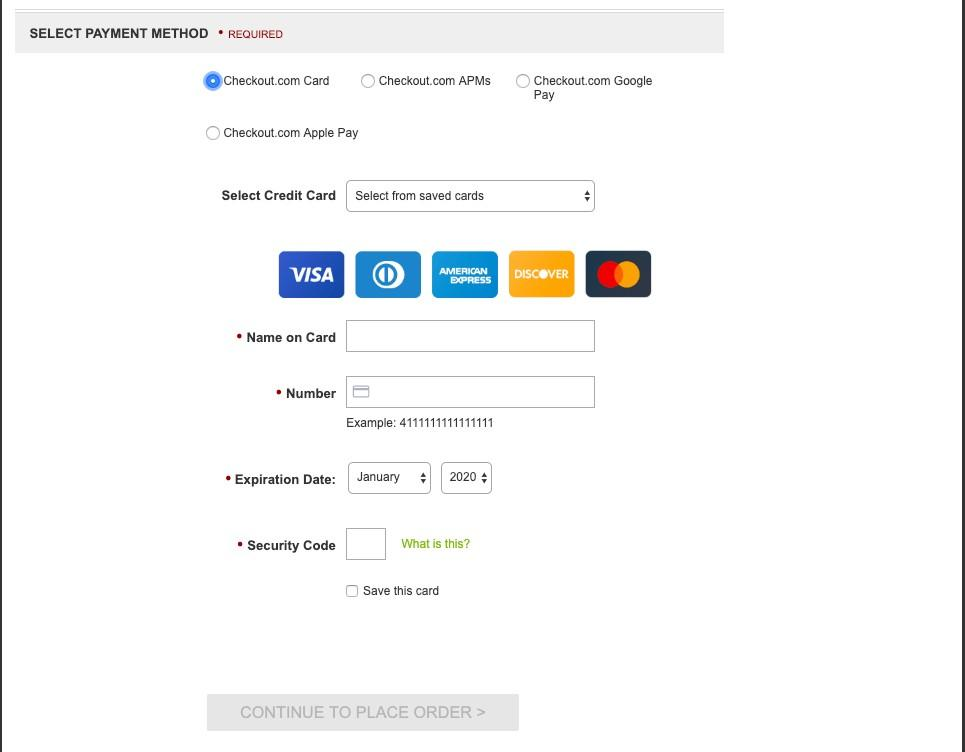 SELECT PAYMENT METHOD • REQUIRED
Checkout.com Card
Checkout.com APMs
Checkout.com Google
Pay
Checkout.com Apple Pay
Select Credit Card
Select from saved cards
VISA
AMERICAN
EXPRESS
DISCOVER
• Name on Card
• Number
Example: 4111111111111111
• Expiration Date:
January
2020
• Security Code
What is this?
Save this card
CONTINUE TO PLACE ORDER >